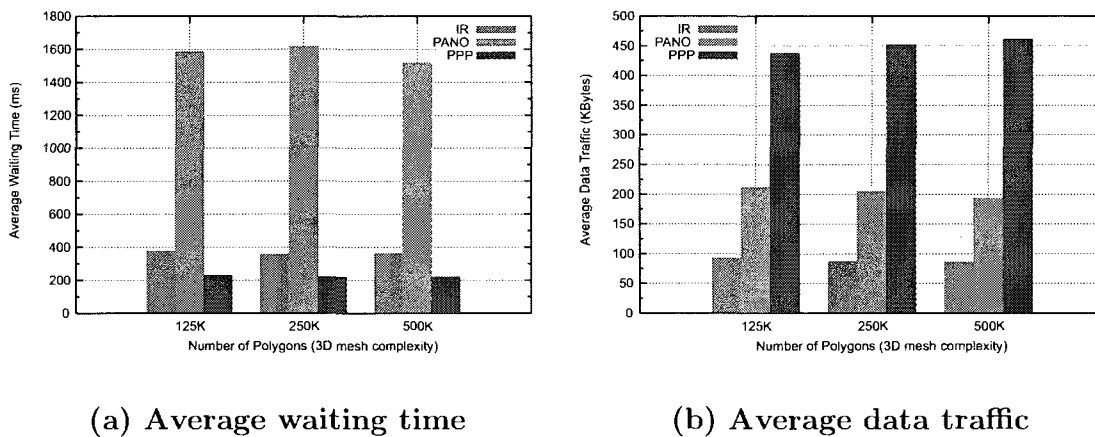 1800
1600
1400
1200
1000
800
600
400
200
0
Average Waiting Time (ms)
IR
PANO
PPP
125K 250K 500K
Number of Polygons (3D mesh complexity)
(a) Average waiting time
500
450
400
350
300
250
200
150
100
50
0
Average Data Traffic (KBytes)
IR
PANO
PPP
125K 250K 500K
Number of Polygons (3D mesh complexity)
(b) Average data traffic